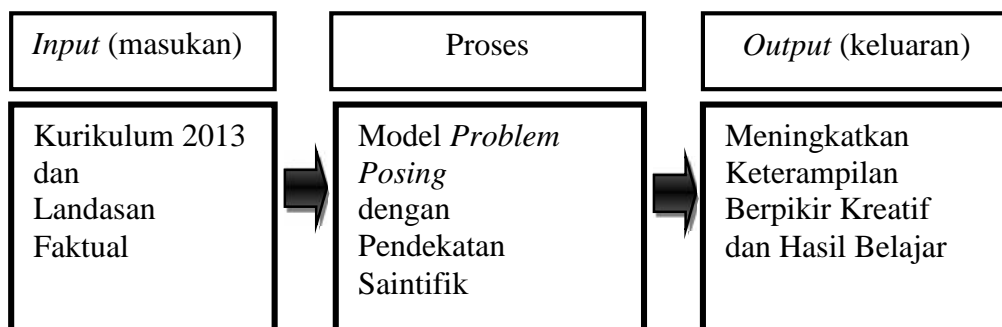 Input (masukan)
Proses
Output (keluaran)
Kurikulum 2013
dan
Landasan
Faktual
Model Problem
Posing
dengan
Pendekatan
Saintifik
Meningkatkan
Keterampilan
Berpikir Kreatif
dan Hasil Belajar